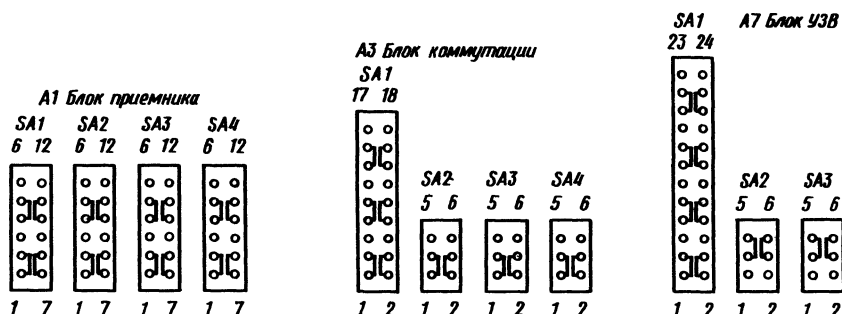 SA1 А7 Блок УЗВ
23 24
А3 Блок коммутации
SA1
17 18
А1 Блок приемника
SA1 SA2 SA3 SA4
6 12 6 12 6 12 6 12
SA2 SA3 SA4
5 6 5 6 5 6
SA2 SA3
5 6 5 6
1 7 1 7 1 7 1 7
1 2 1 2 1 2 1 2
1 2 1 2 1 2